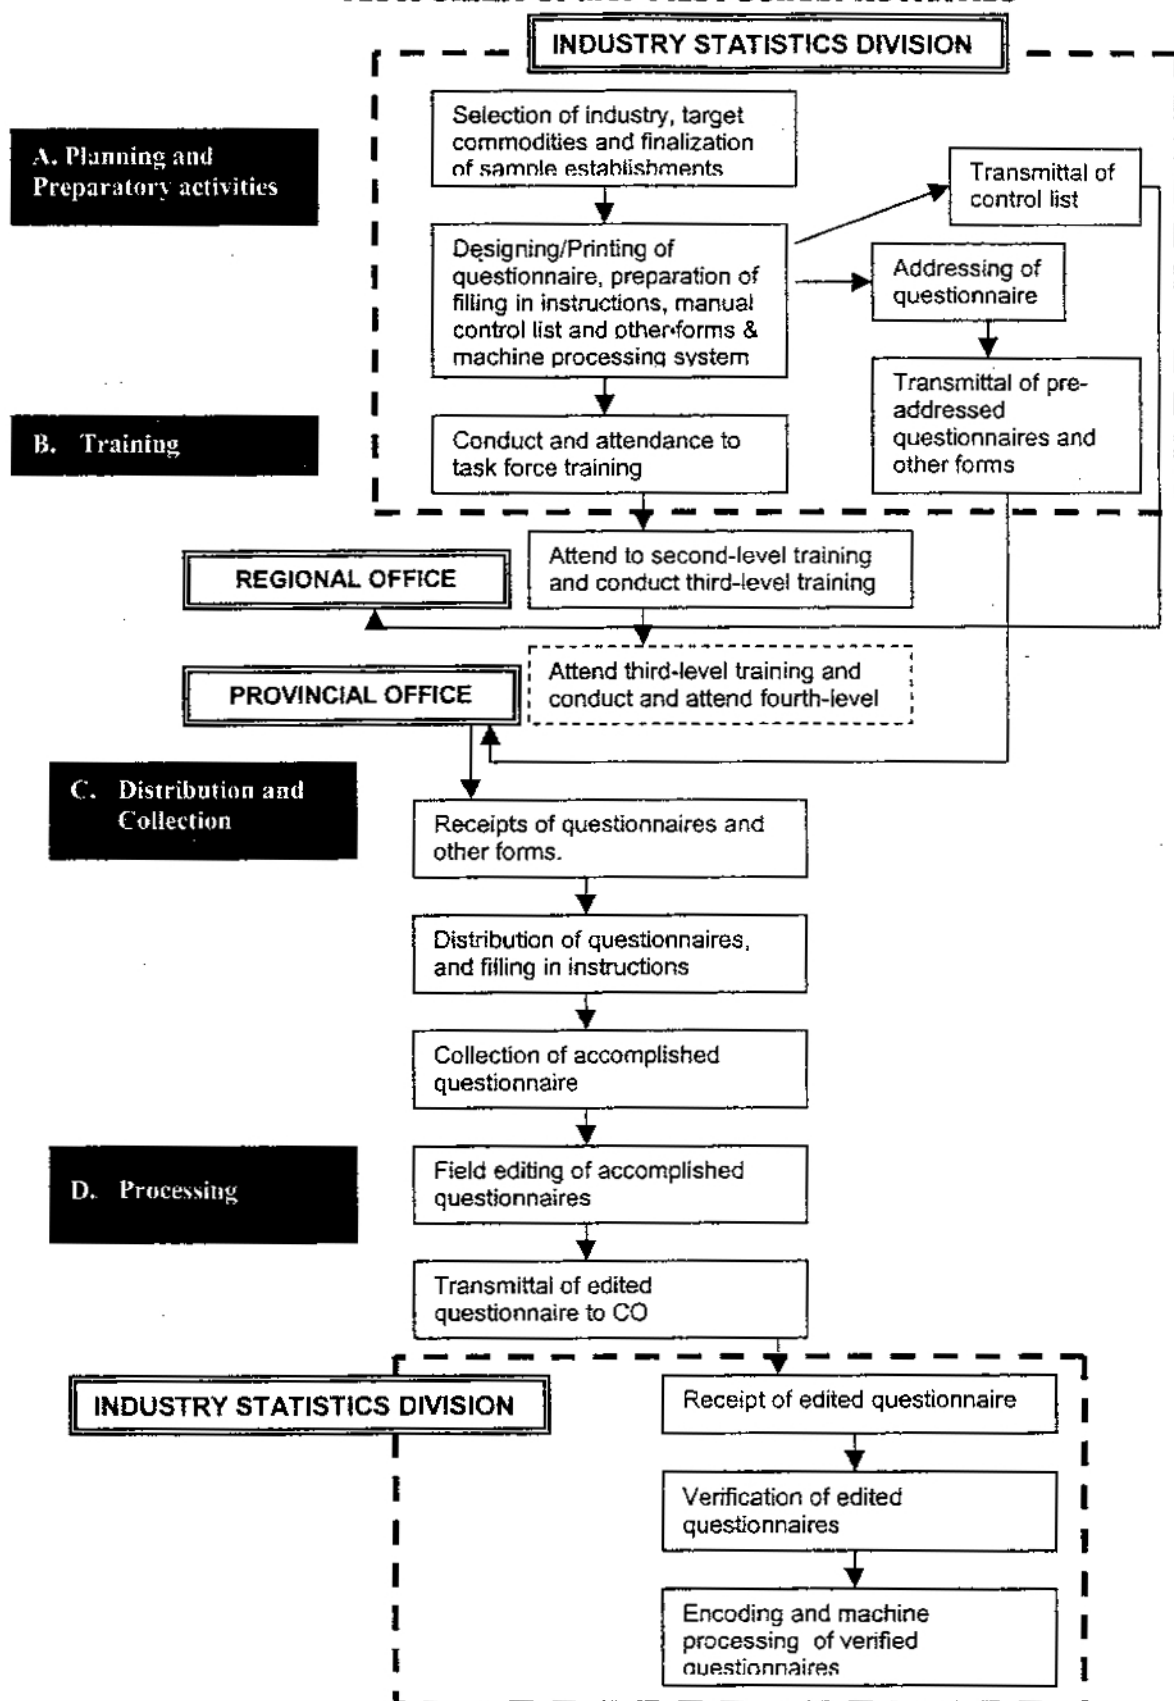 INDUSTRY STATISTICS DIVISION
Selection of industry, target
commodities and finalization
of sample establishments
A. Planning and
Preparatory activities
Transmittal of
control list
Designing/Printing of
questionnaire, preparation of
filling in instructions, manual
control list and other forms &
machine processing system
Addressing of
questionnaire
Transmittal of pre-
addressed
questionnaires and
other forms
B. Training
Conduct and attendance to
task force training
REGIONAL OFFICE
Attend to second-level training
and conduct third-level training
PROVINCIAL OFFICE
Attend third-level training and
conduct and attend fourth-level
C. Distribution and
Collection
Receipts of questionnaires and
other forms.
Distribution of questionnaires,
and filling in instructions
Collection of accomplished
questionnaire
D. Processing
Field editing of accomplished
questionnaires
Transmittal of edited
questionnaire to CO
INDUSTRY STATISTICS DIVISION
Receipt of edited questionnaire
Verification of edited
questionnaires
Encoding and machine
processing of verified
questionnaires